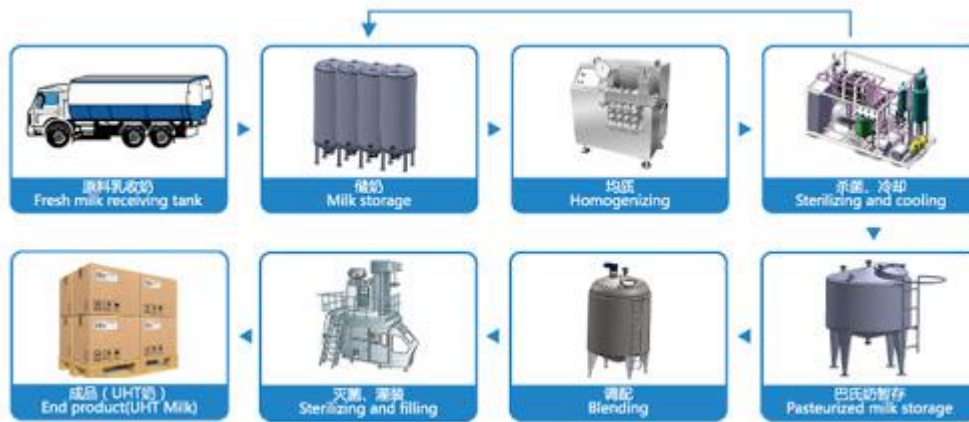 原料乳收奶
Fresh milk receiving tank
储奶
Milk storage
均质
Homogenizing
杀菌、冷却
Sterilizing and cooling
成品（UHT奶）
End product(UHT Milk)
灭菌、灌装
Sterilizing and filling
调配
Blending
巴氏奶暂存
Pasteurized milk storage